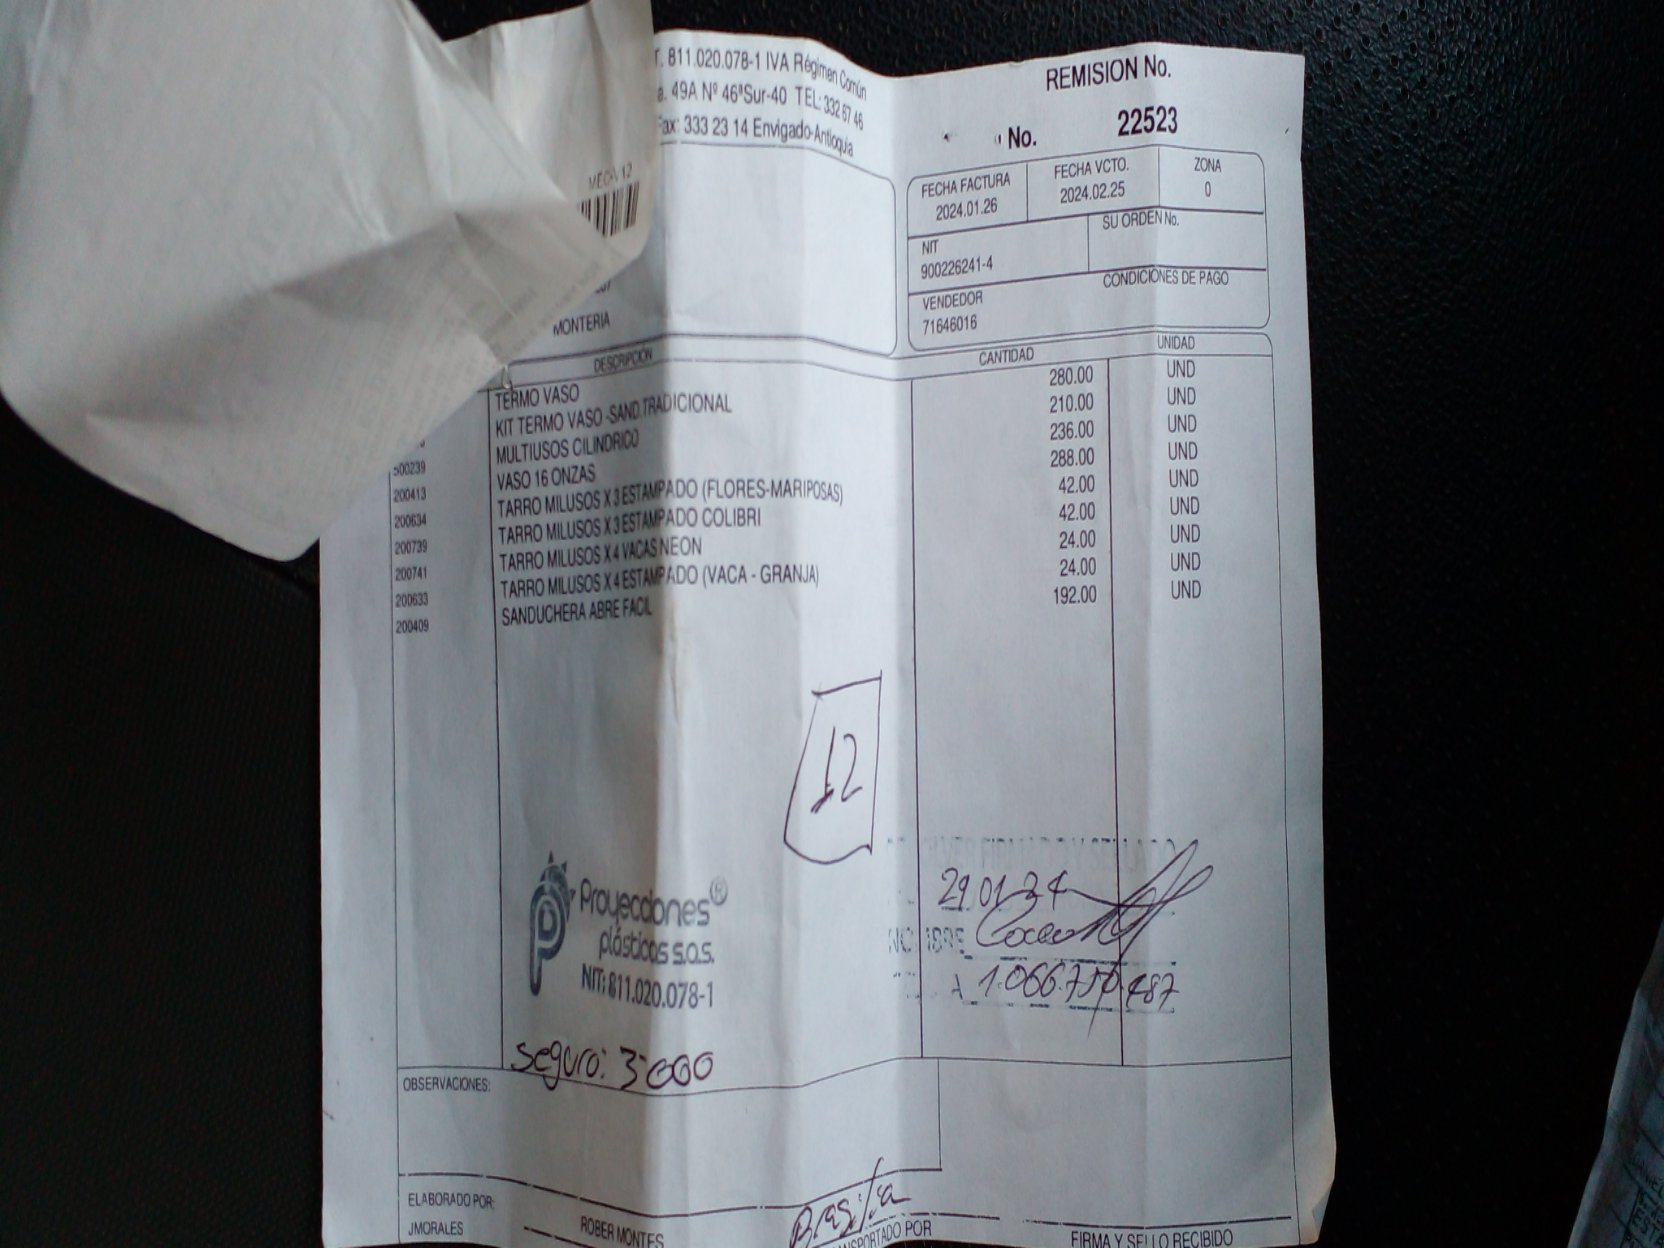 T. 811.020.078-1 IVA Régimen Común
a. 49A Nº 46ªSur-40 TEL: 332 67 46
Fax: 333 23 14 Envigado-Antioquia
REMISION No.
No. 22523
FECHA FACTURA
2024.01.26
FECHA VCTO.
2024.02.25
ZONA
0
NIT
900226241-4
SU ORDEN No.
VENDEDOR
71646016
CONDICIONES DE PAGO
MONTERIA
DESCRIPCION CANTIDAD UNIDAD
TERMO VASO 280.00 UND
KIT TERMO VASO -SAND.TRADICIONAL 210.00 UND
MULTIUSOS CILINDRICO 236.00 UND
500239 VASO 16 ONZAS 288.00 UND
200413 TARRO MILUSOS X 3 ESTAMPADO (FLORES-MARIPOSAS) 42.00 UND
200634 TARRO MILUSOS X 3 ESTAMPADO COLIBRI 42.00 UND
200739 TARRO MILUSOS X 4 VACAS NEON 24.00 UND
200741 TARRO MILUSOS X 4 ESTAMPADO (VACA - GRANJA) 24.00 UND
200633 SANDUCHERA ABRE FACIL 192.00 UND
200409
12
FIRMADO Y SELLADO
29 01 24
Proyecciones®
plásticas s.a.s.
NIT: 811.020.078-1
seguro: 3'000
OBSERVACIONES:
ELABORADO POR:
JMORALES
ROBER MONTES
Brasilia
TRANSPORTADO POR
FIRMA Y SELLO RECIBIDO